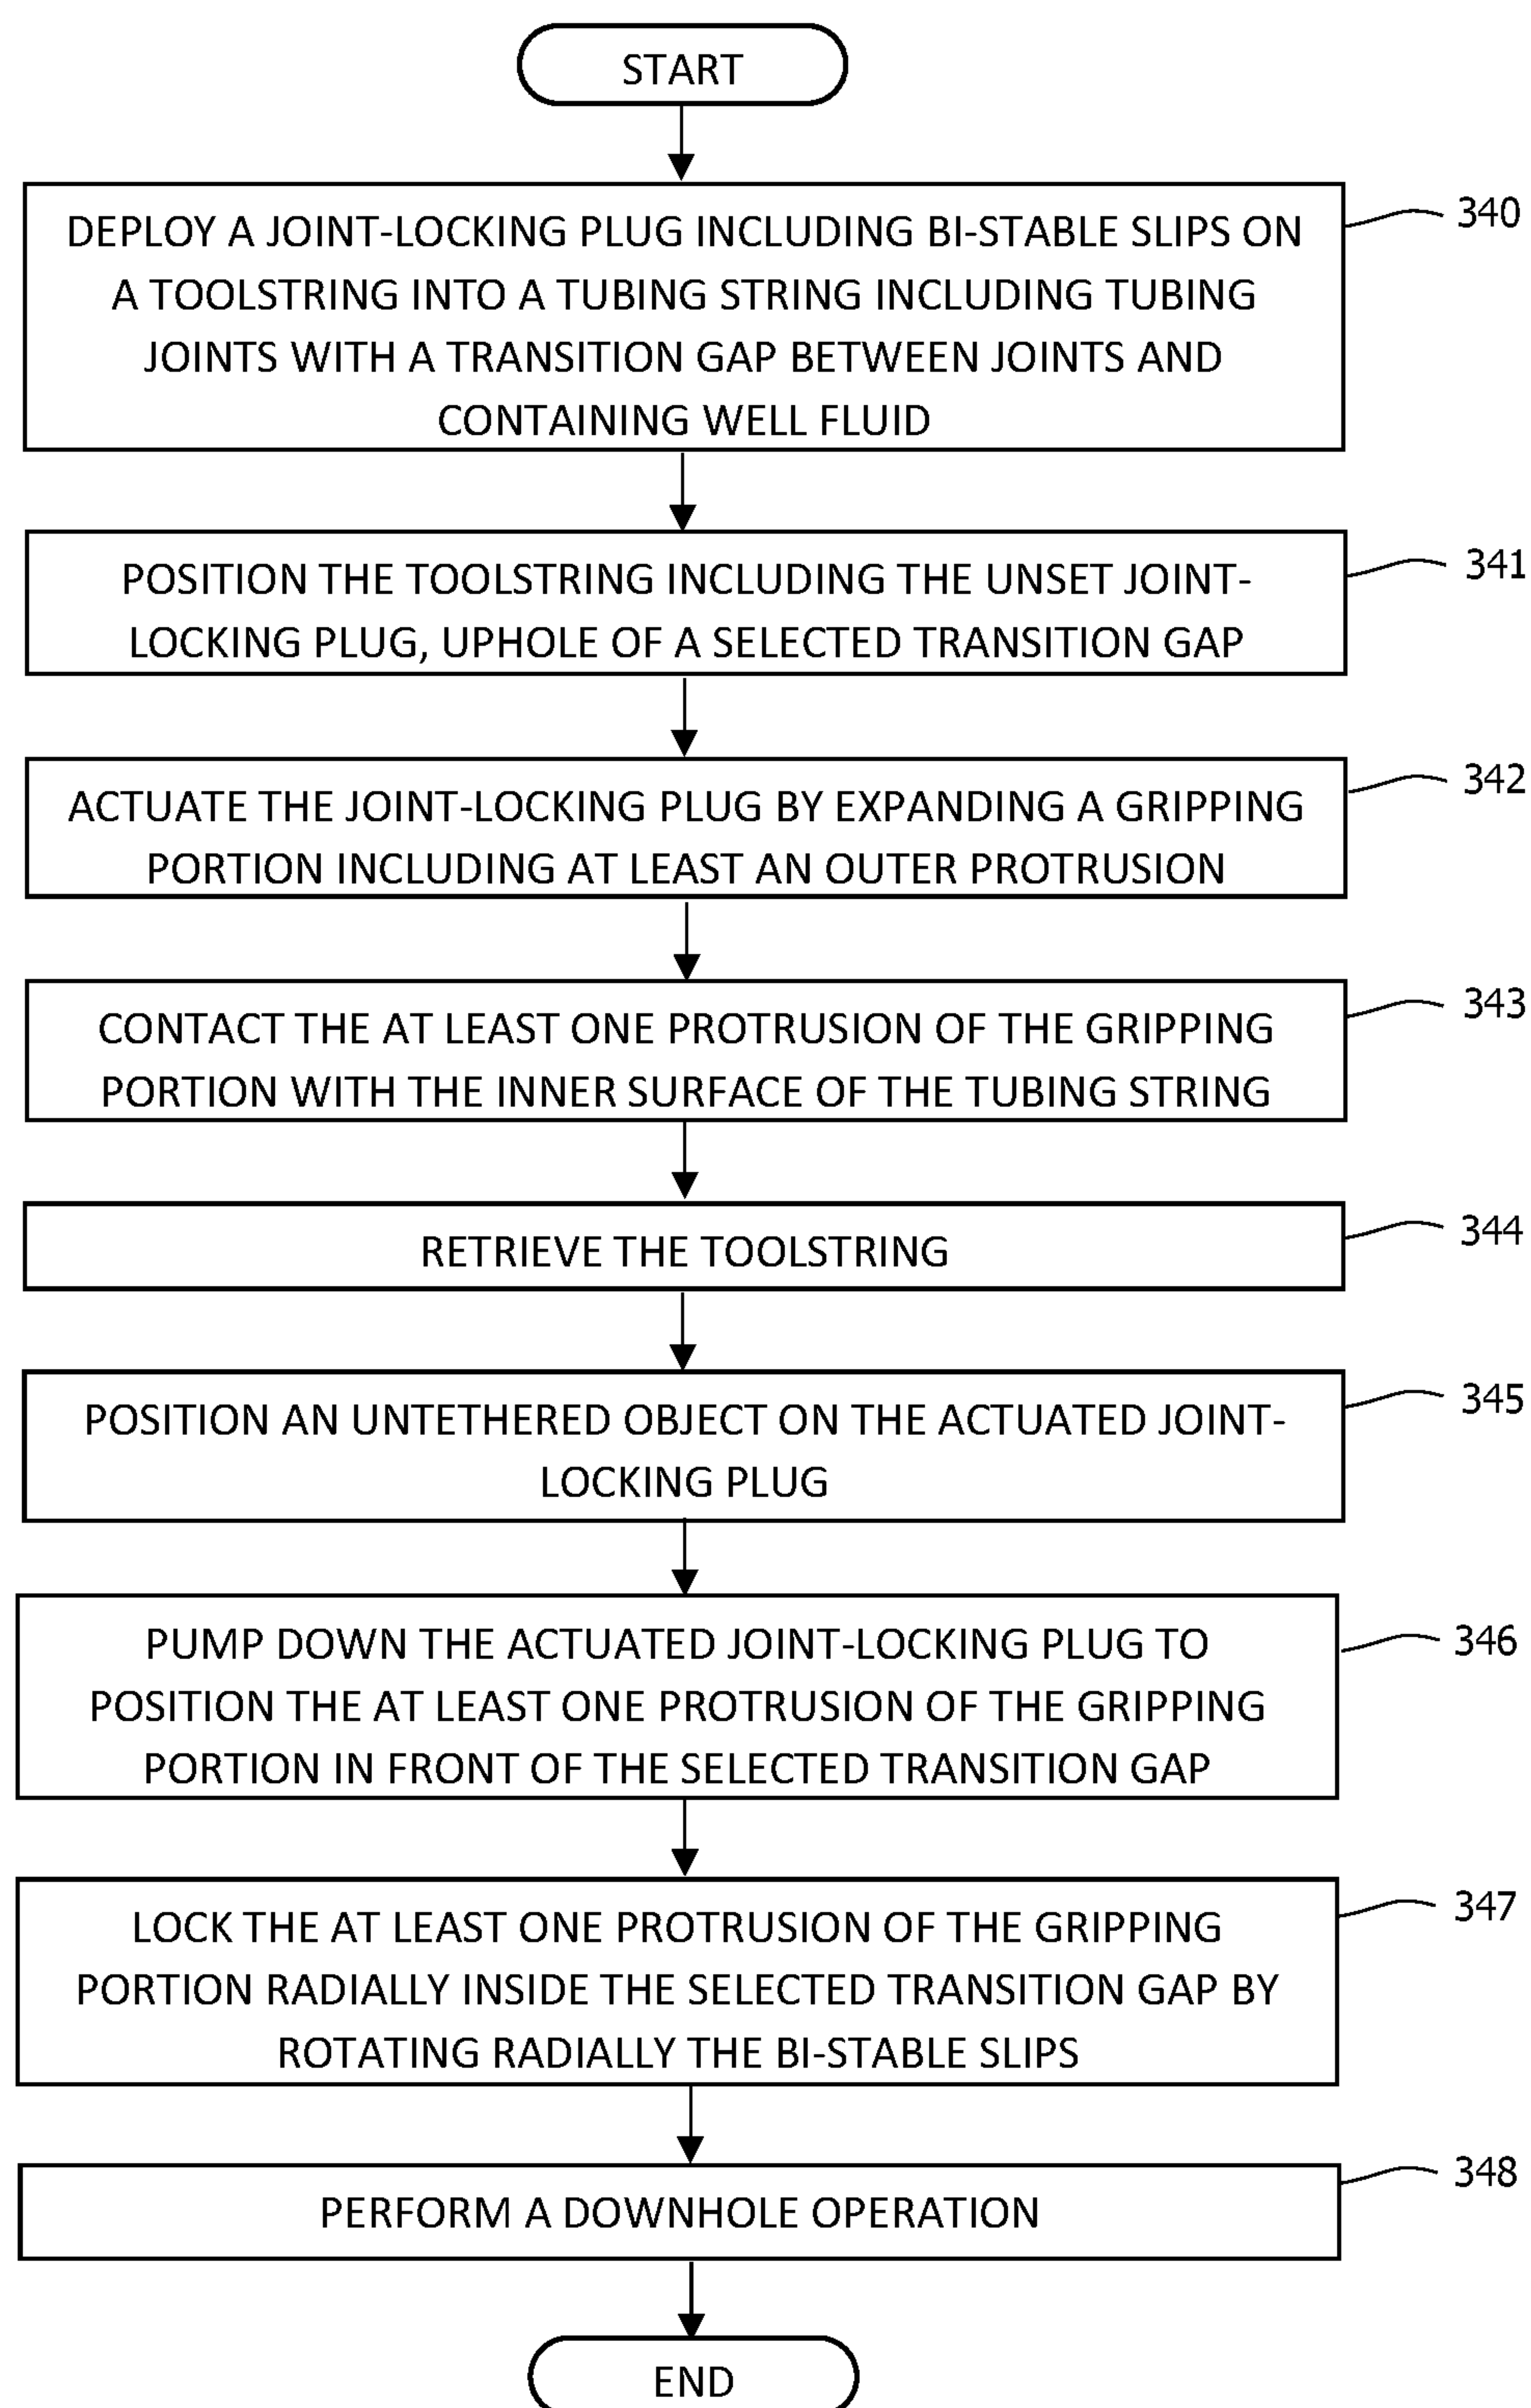 START
DEPLOY A JOINT-LOCKING PLUG INCLUDING BI-STABLE SLIPS ON
A TOOLSTRING INTO A TUBING STRING INCLUDING TUBING
JOINTS WITH A TRANSITION GAP BETWEEN JOINTS AND
CONTAINING WELL FLUID
340
POSITION THE TOOLSTRING INCLUDING THE UNSET JOINT-
LOCKING PLUG, UPHOLE OF A SELECTED TRANSITION GAP
341
ACTUATE THE JOINT-LOCKING PLUG BY EXPANDING A GRIPPING
PORTION INCLUDING AT LEAST AN OUTER PROTRUSION
342
CONTACT THE AT LEAST ONE PROTRUSION OF THE GRIPPING
PORTION WITH THE INNER SURFACE OF THE TUBING STRING
343
RETRIEVE THE TOOLSTRING
344
POSITION AN UNTETHERED OBJECT ON THE ACTUATED JOINT-
LOCKING PLUG
345
PUMP DOWN THE ACTUATED JOINT-LOCKING PLUG TO
POSITION THE AT LEAST ONE PROTRUSION OF THE GRIPPING
PORTION IN FRONT OF THE SELECTED TRANSITION GAP
346
LOCK THE AT LEAST ONE PROTRUSION OF THE GRIPPING
PORTION RADIALLY INSIDE THE SELECTED TRANSITION GAP BY
ROTATING RADIALLY THE BI-STABLE SLIPS
347
PERFORM A DOWNHOLE OPERATION
348
END